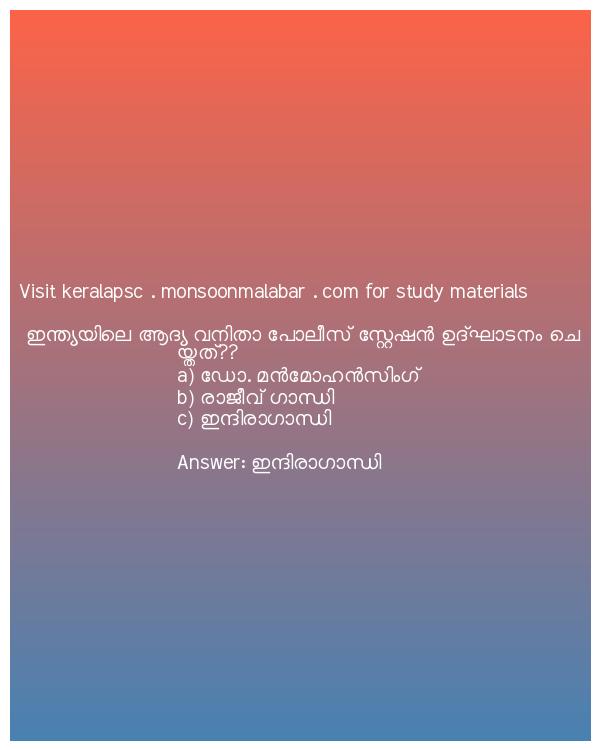 Visit keralapsc . monsoonmalabar . com for study materials
ഇന്ത്യയിലെ ആദ്യ വനിതാ പോലീസ് സ്റ്റേഷൻ ഉദ്ഘാടനം ചെ
യ്തത്??
a) ഡോ. മൻമോഹൻസിംഗ്
b) രാജീവ് ഗാന്ധി
c) ഇന്ദിരാഗാന്ധി
Answer: ഇന്ദിരാഗാന്ധി